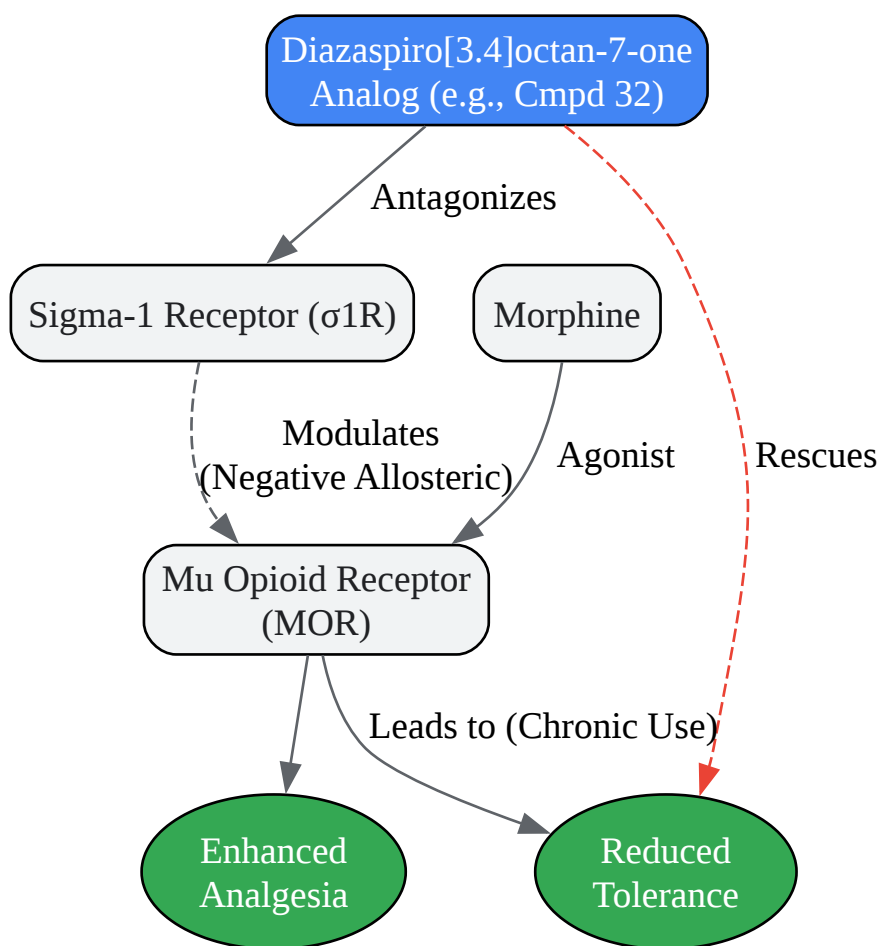 Diazaspiro[3.4]octan-7-one
Analog (e.g., Cmpd 32)
Antagonizes
Sigma-1 Receptor (σ1R)
Morphine
Modulates
(Negative Allosteric)
Agonist
Rescues
Mu Opioid Receptor
(MOR)
Leads to (Chronic Use)
Enhanced
Analgesia
Reduced
Tolerance